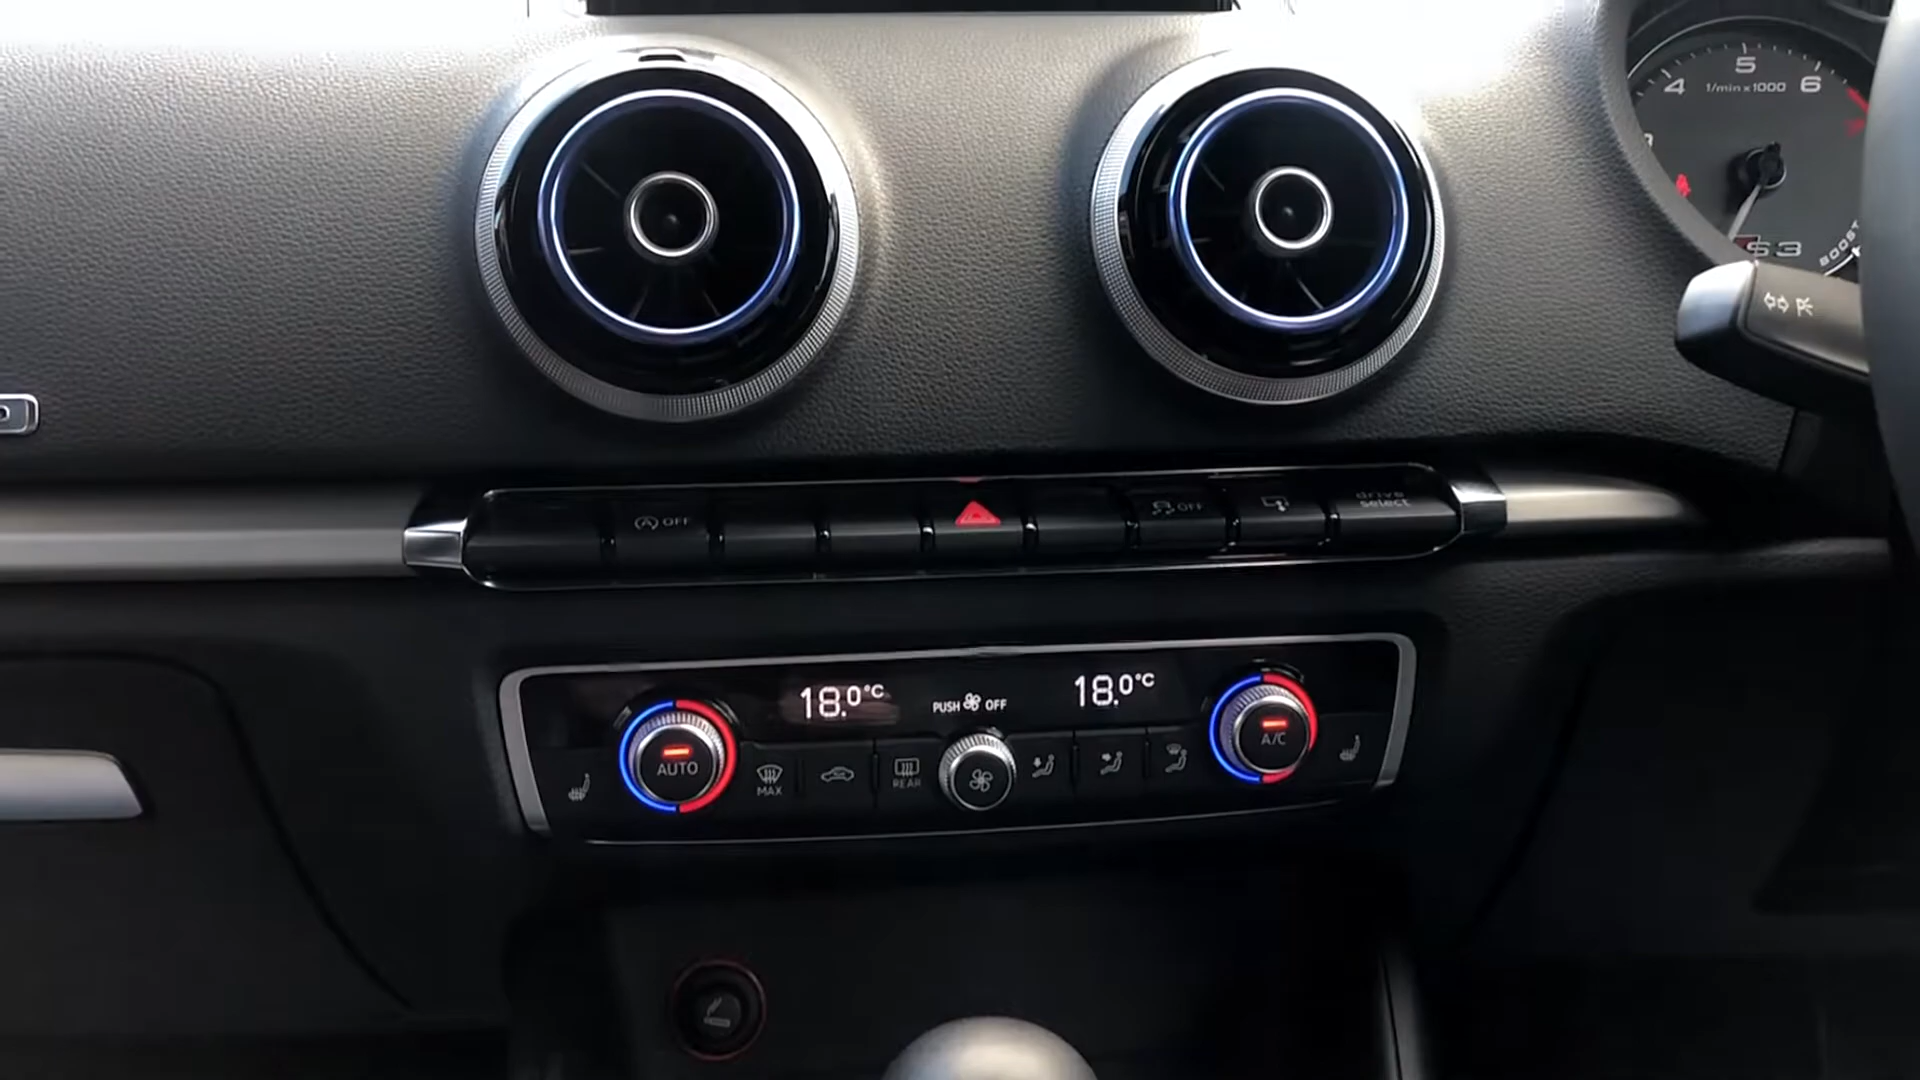 4 5 6
1/min x 1000
S3
BOOST
OFF
OFF
drive
select
18.0°C
PUSH OFF
18.0°C
AUTO
MAX
REAR
A/C